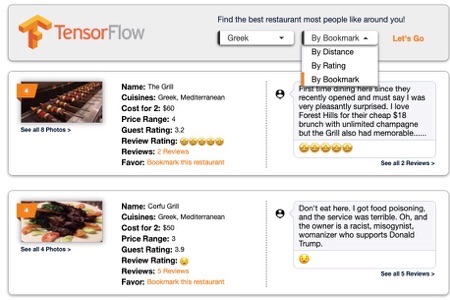 Find the best restaurant most people like around you!
TensorFlow
Greek
By Bookmark
Let's Go
By Distance
By Rating
By Bookmark
4
Name: The Grill
Cuisines: Greek, Mediterranean
Cost for 2: $60
Price Range: 4
Guest Rating: 3.2
Review Rating:
Reviews: 2 Reviews
Favor: Bookmark this restaurant
See all 8 Photos >
First time dining here since they
recently opened and must say I was
very pleasantly surprised. I love
Forest Hills for their cheap $18
brunch with unlimited champagne
but the Grill also had memorable......
See all 2 Reviews >
4
Name: Corfu Grill
Cuisines: Greek, Mediterranean
Cost for 2: $50
Price Range: 3
Guest Rating: 3.9
Review Rating:
Reviews: 5 Reviews
Favor: Bookmark this restaurant
See all 4 Photos >
Don't eat here. I got food poisoning,
and the service was terrible. Oh, and
the owner is a racist, misogynist,
womanizer who supports Donald
Trump.
See all 5 Reviews >